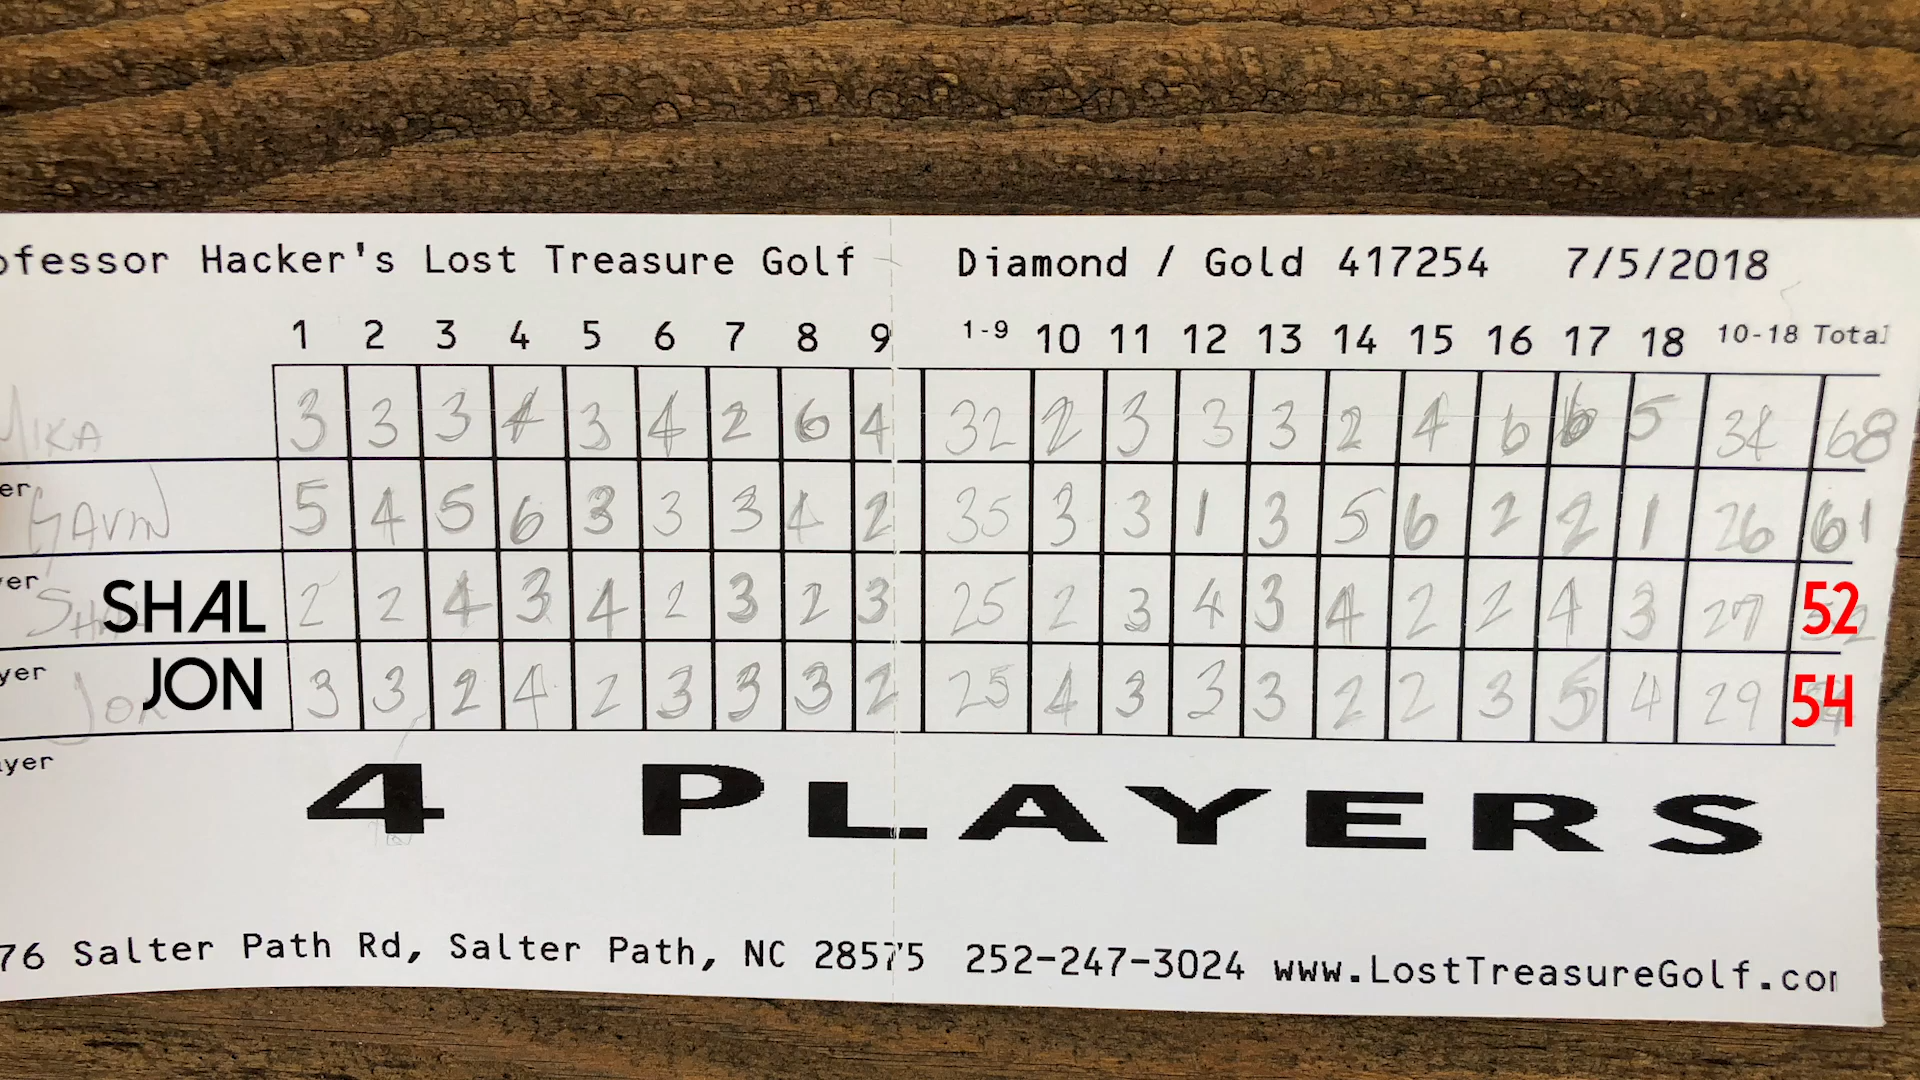 ofessor Hacker's Lost Treasure Golf Diamond / Gold 417254 7/5/2018
1 2 3 4 5 6 7 8 9 1-9 10 11 12 13 14 15 16 17 18 10-18 Total
MIKA 3 3 3 4 3 4 2 6 4 32 2 3 3 3 2 4 6 6 5 34 68
er GAVIN 5 4 5 6 3 3 3 4 2 35 3 3 1 3 5 6 2 2 1 26 61
yer SHAL 2 2 4 3 4 2 3 2 3 25 2 3 4 3 4 2 2 4 3 27 52
yer JON 3 3 2 4 2 3 3 3 2 25 4 3 3 3 2 2 3 5 4 29 54
ayer
4 PLAYERS
76 Salter Path Rd, Salter Path, NC 28575 252-247-3024 www.LostTreasureGolf.com